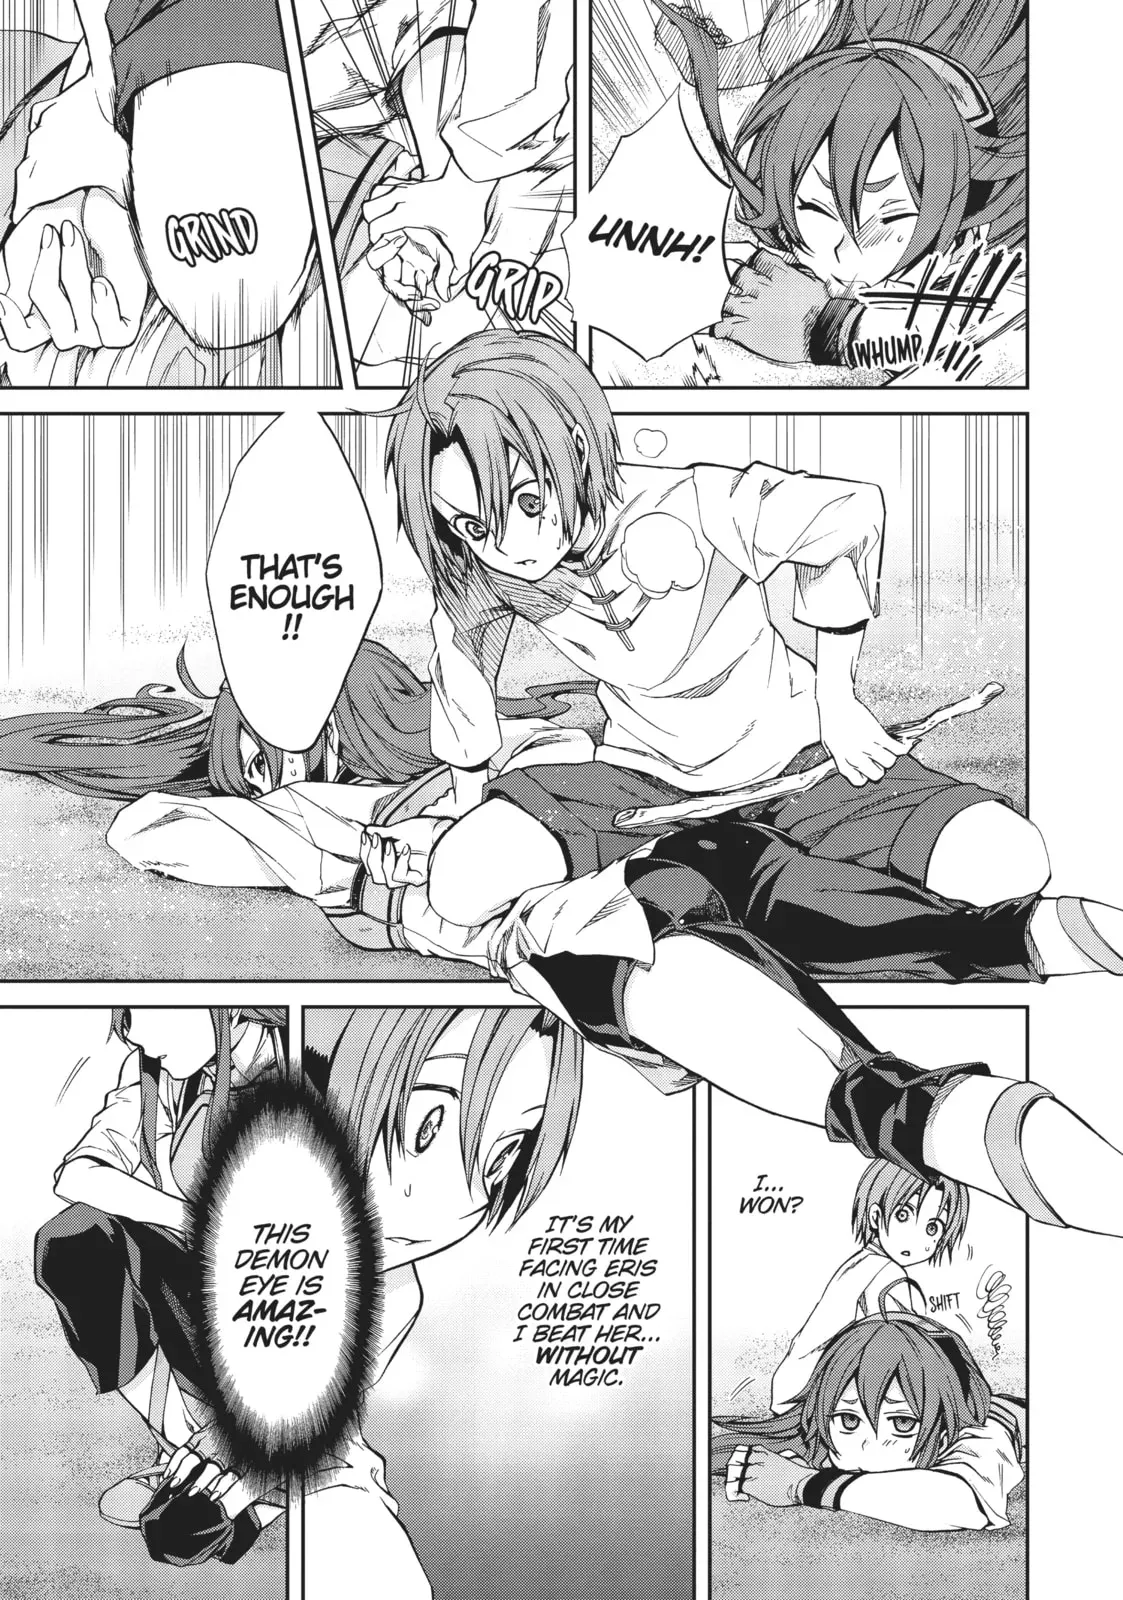 UNNH!
WHUMP
GRIP
GRIND
THAT'S
ENOUGH
!!
I...
WON?
SHIFT
IT'S MY
FIRST TIME
FACING ERIS
IN CLOSE
COMBAT AND
I BEAT HER...
WITHOUT
MAGIC.
THIS
DEMON
EYE IS
AMAZ-
ING!!